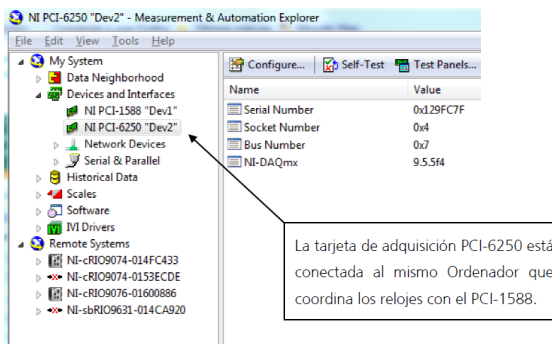 NI PCI-6250 "Dev2" - Measurement & Automation Explorer
File Edit View Tools Help
My System
Data Neighborhood
Devices and Interfaces
NI PCI-1588 "Dev1"
NI PCI-6250 "Dev2"
Network Devices
Serial & Parallel
Historical Data
Scales
Software
IVI Drivers
Remote Systems
NI-cRIO9074-014FC433
NI-cRIO9074-0153ECDE
NI-cRIO9076-01600886
NI-sbRIO9631-014CA920
Configure... Self-Test Test Panels...
Name Value
Serial Number 0x129FC7F
Socket Number 0x4
Bus Number 0x7
NI-DAQmx 9.5.5f4
La tarjeta de adquisición PCI-6250 está
conectada al mismo Ordenador que
coordina los relojes con el PCI-1588.